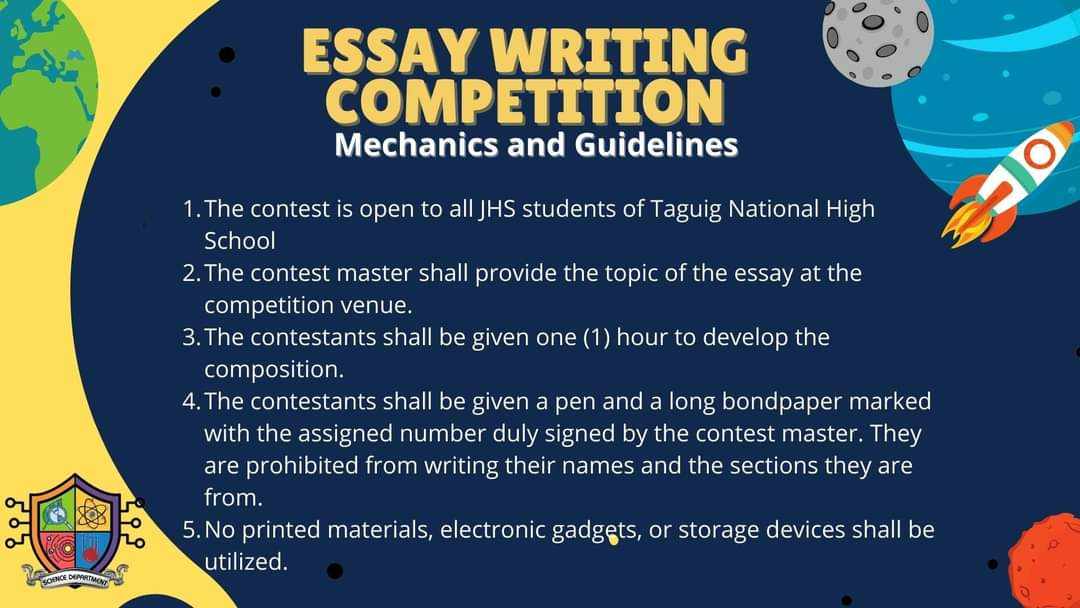 ESSAY WRITING
COMPETITION
Mechanics and Guidelines
1. The contest is open to all JHS students of Taguig National High
School
2. The contest master shall provide the topic of the essay at the
competition venue.
3. The contestants shall be given one (1) hour to develop the
composition.
4. The contestants shall be given a pen and a long bondpaper marked
with the assigned number duly signed by the contest master. They
are prohibited from writing their names and the sections they are
from.
5. No printed materials, electronic gadgets, or storage devices shall be
utilized.
SCIENCE DEPARTMENT